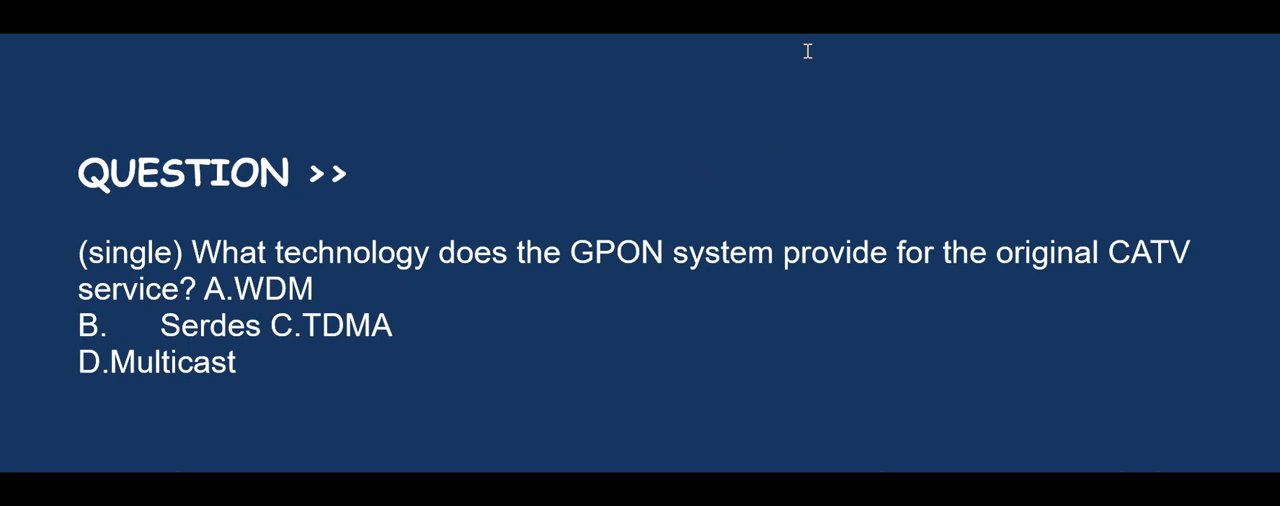 QUESTION >>
(single) What technology does the GPON system provide for the original CATV
service? A.WDM
B. Serdes C.TDMA
D.Multicast